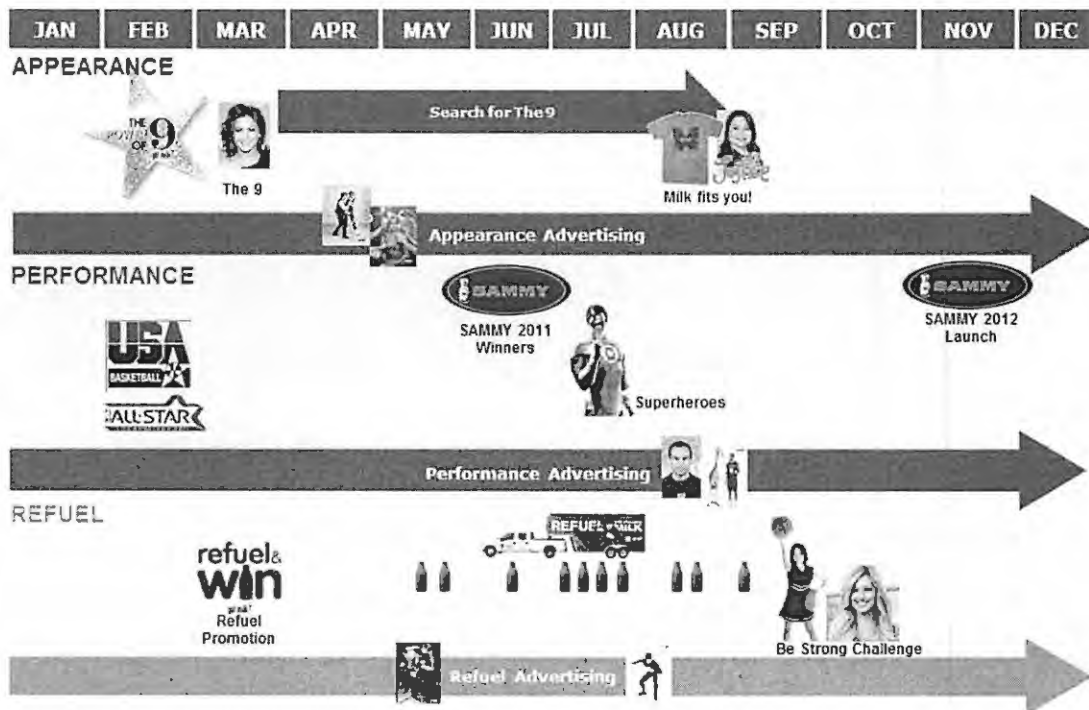 JAN FEB MAR APR MAY JUN JUL AUG SEP OCT NOV DEC
APPEARANCE
Search for The 9
THE
POWER
OF 9
The 9
Milk fits you!
Appearance Advertising
PERFORMANCE
SAMMY
SAMMY
SAMMY 2011
Winners
SAMMY 2012
Launch
USA
BASKETBALL
ALL-STAR
Superheroes
Performance Advertising
REFUEL
REFUEL
refuel&
win
Refuel
Promotion
Be Strong Challenge
Refuel Advertising